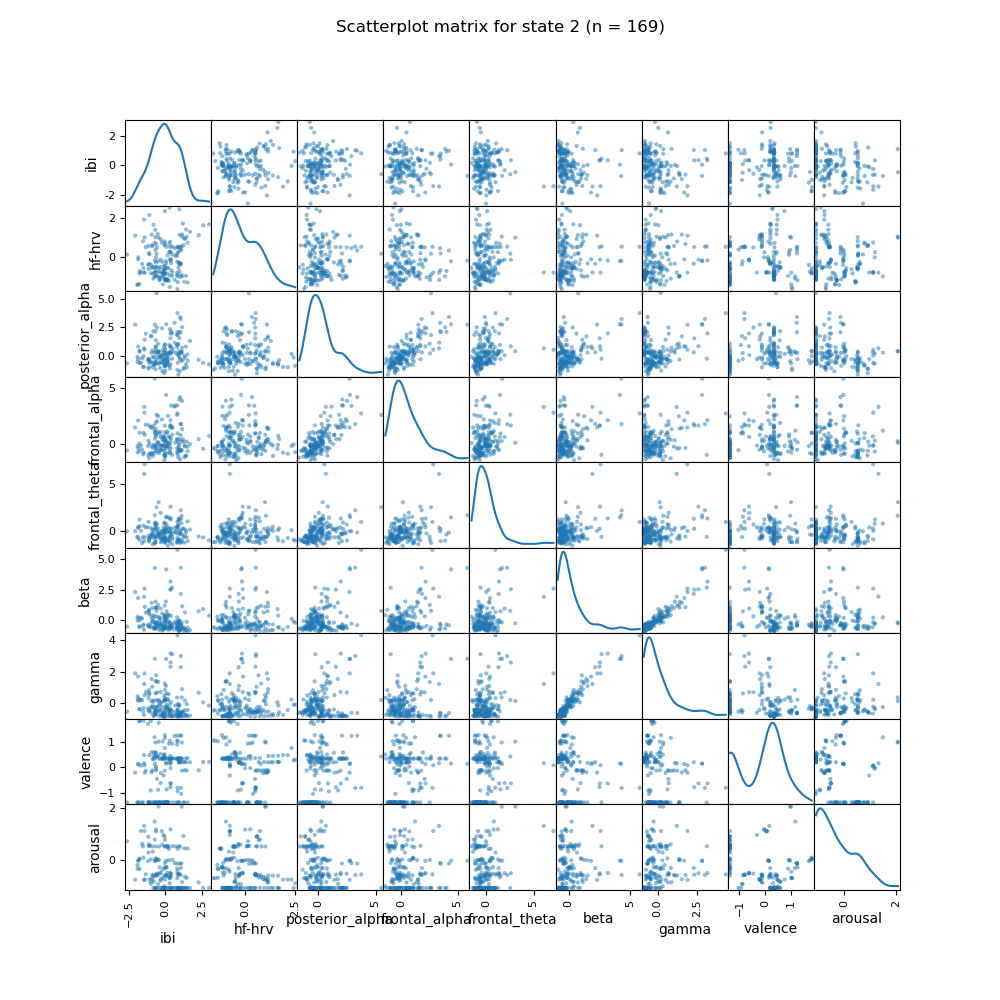 Scatterplot matrix for state 2 (n = 169)
ibi
2
0
−2
hf-hrv
2
0
posterior_alpha
5.0
2.5
0.0
frontal_alpha
5
0
frontal_theta
5
0
beta
5.0
2.5
0.0
gamma
4
2
0
valence
1
0
−1
arousal
2
0
−2.5
0.0
2.5
0.0
5
0
5
0
5
0
5
0.0
2.5
−1
0
1
0
2
ibi
hf-hrv
posterior_alpha
frontal_alpha
frontal_theta
beta
gamma
valence
arousal